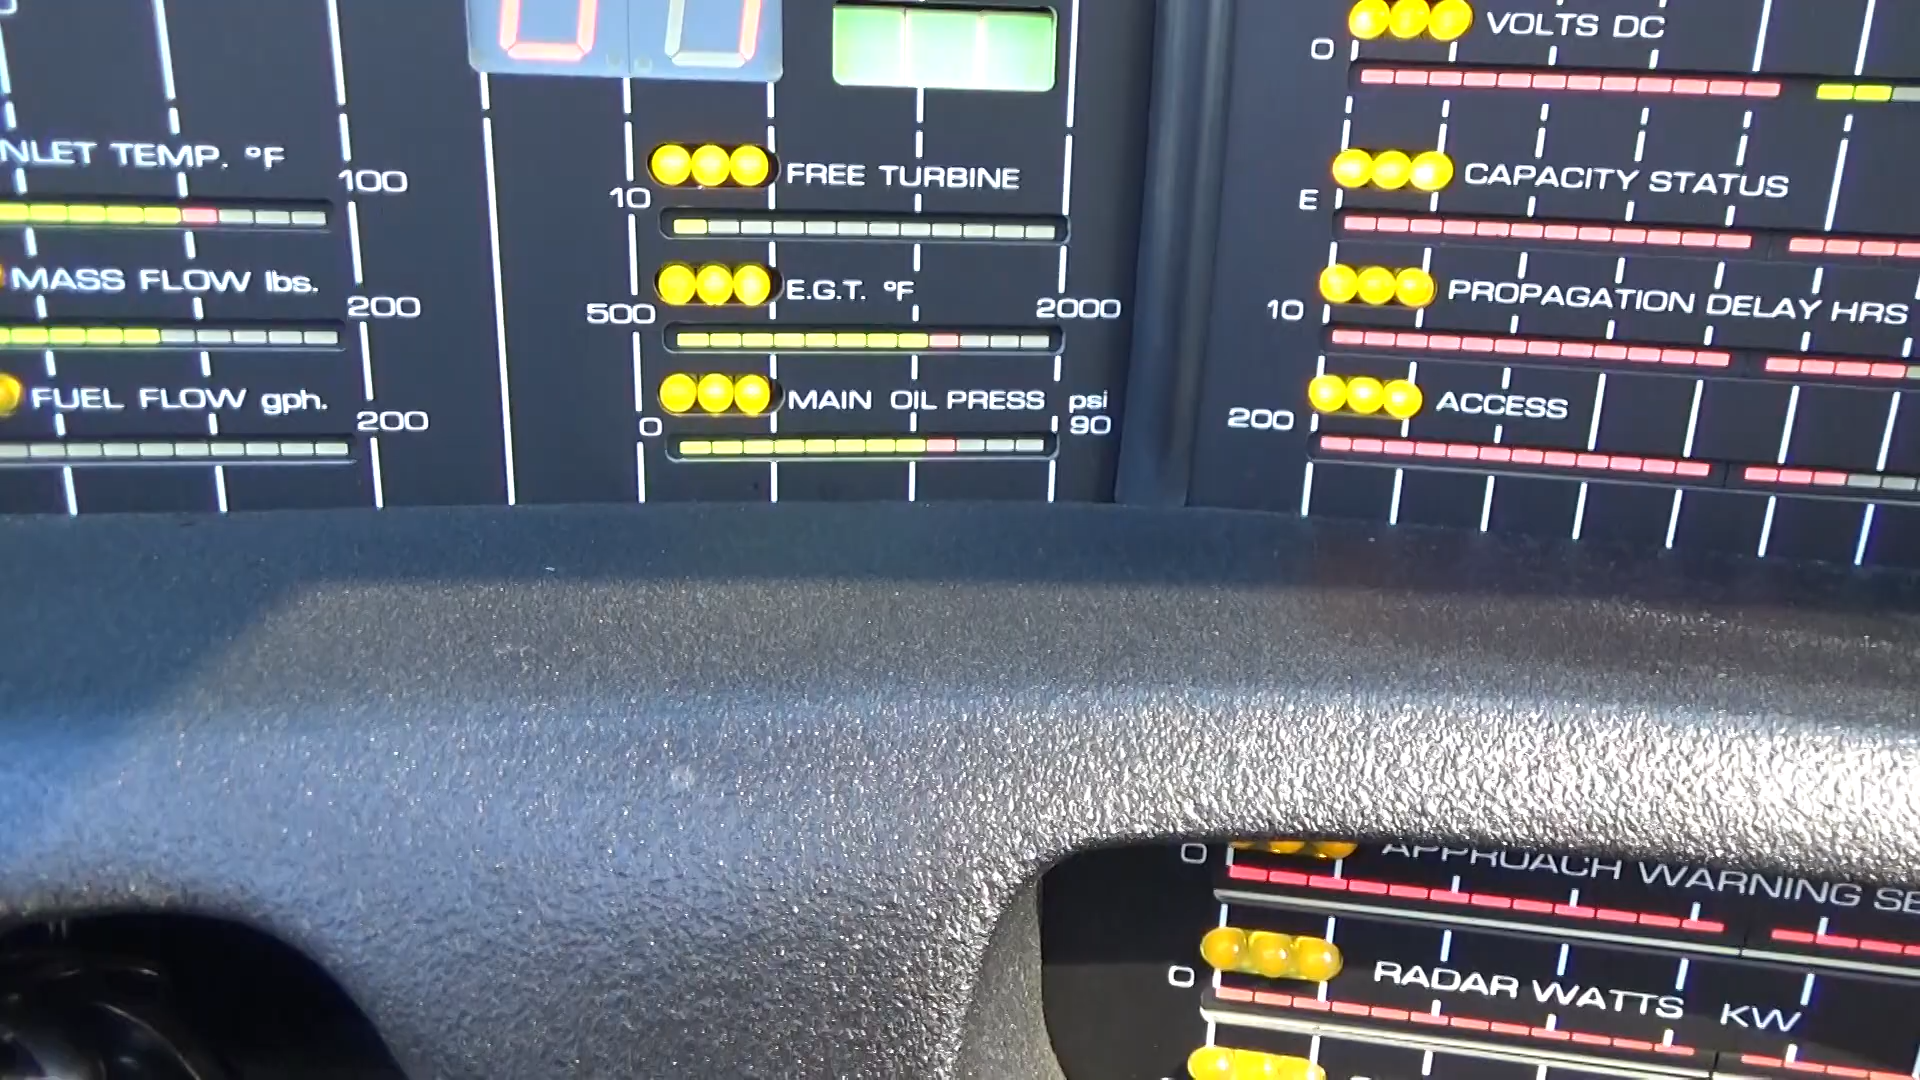 VOLTS DC
0
NLET TEMP. °F
100
FREE TURBINE
10
CAPACITY STATUS
E
MASS FLOW lbs.
200
E.G.T. °F
500
2000
PROPAGATION DELAY HRS
10
FUEL FLOW gph.
200
MAIN OIL PRESS psi
0
90
ACCESS
200
APPROACH WARNING SE
0
RADAR WATTS KW
0